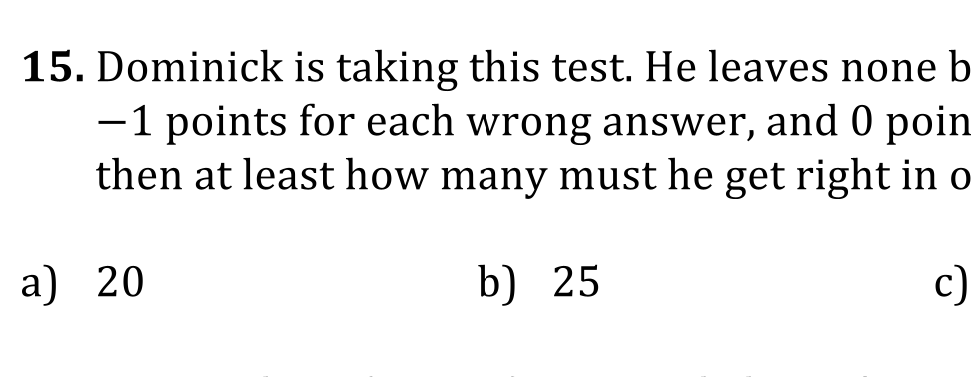 15. Dominick is taking this test. He leaves none b
−1 points for each wrong answer, and 0 poin
then at least how many must he get right in o
a) 20 b) 25 c)